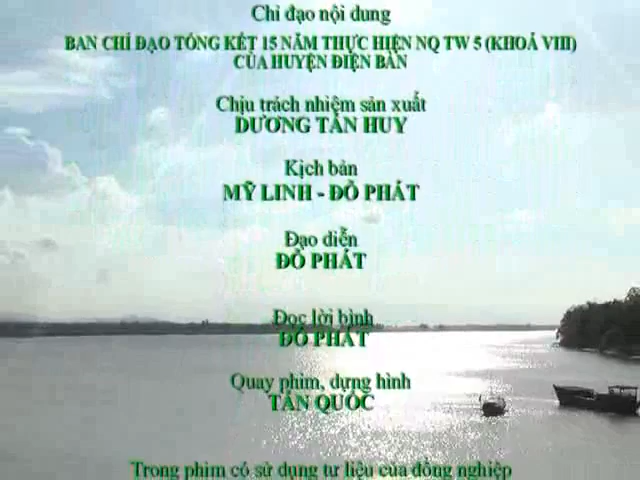 Chỉ đạo nội dung
BAN CHỈ ĐẠO TỔNG KẾT 15 NĂM THỰC HIỆN NQ TW 5 (KHOÁ VIII)
CỦA HUYỆN ĐIỆN BÀN
Chịu trách nhiệm sản xuất
DƯƠNG TẤN HUY
Kịch bản
MỸ LINH - ĐỖ PHÁT
Đạo diễn
ĐỖ PHÁT
Đọc lời bình
ĐỖ PHÁT
Quay phim, dựng hình
TẤN QUỐC
Trong phim có sử dụng tư liệu của đồng nghiệp